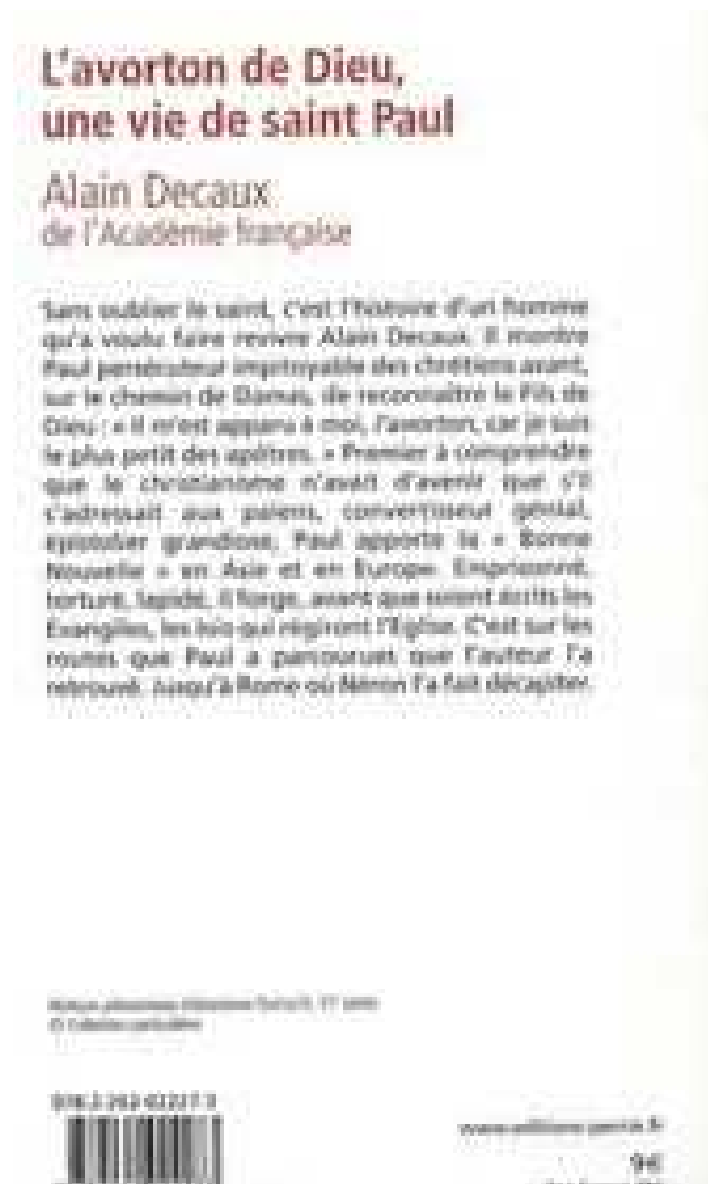 L'avorton de Dieu,
une vie de saint Paul
Alain Decaux
de l'Académie française
Sans oublier le saint, c'est l'histoire d'un homme
qu'a voulu faire revivre Alain Decaux. Il montre
Paul persécuteur impitoyable des chrétiens avant,
sur le chemin de Damas, de reconnaître le Fils de
Dieu : « Il m'est apparu à moi, l'avorton, car je suis
le plus petit des apôtres. » Premier à comprendre
que le christianisme n'avait d'avenir que s'il
s'adressait aux païens, convertisseur génial,
épistolier grandiose, Paul apporte la « Bonne
Nouvelle » en Asie et en Europe. Emprisonné,
torturé, lapidé, il forge, avant que soient écrits les
Évangiles, les lois qui régiront l'Église. C'est sur les
routes que Paul a parcourues que l'auteur l'a
retrouvé. Jusqu'à Rome où Néron l'a fait décapiter.
© Collection particulière
www.editions-perrin.fr
9€